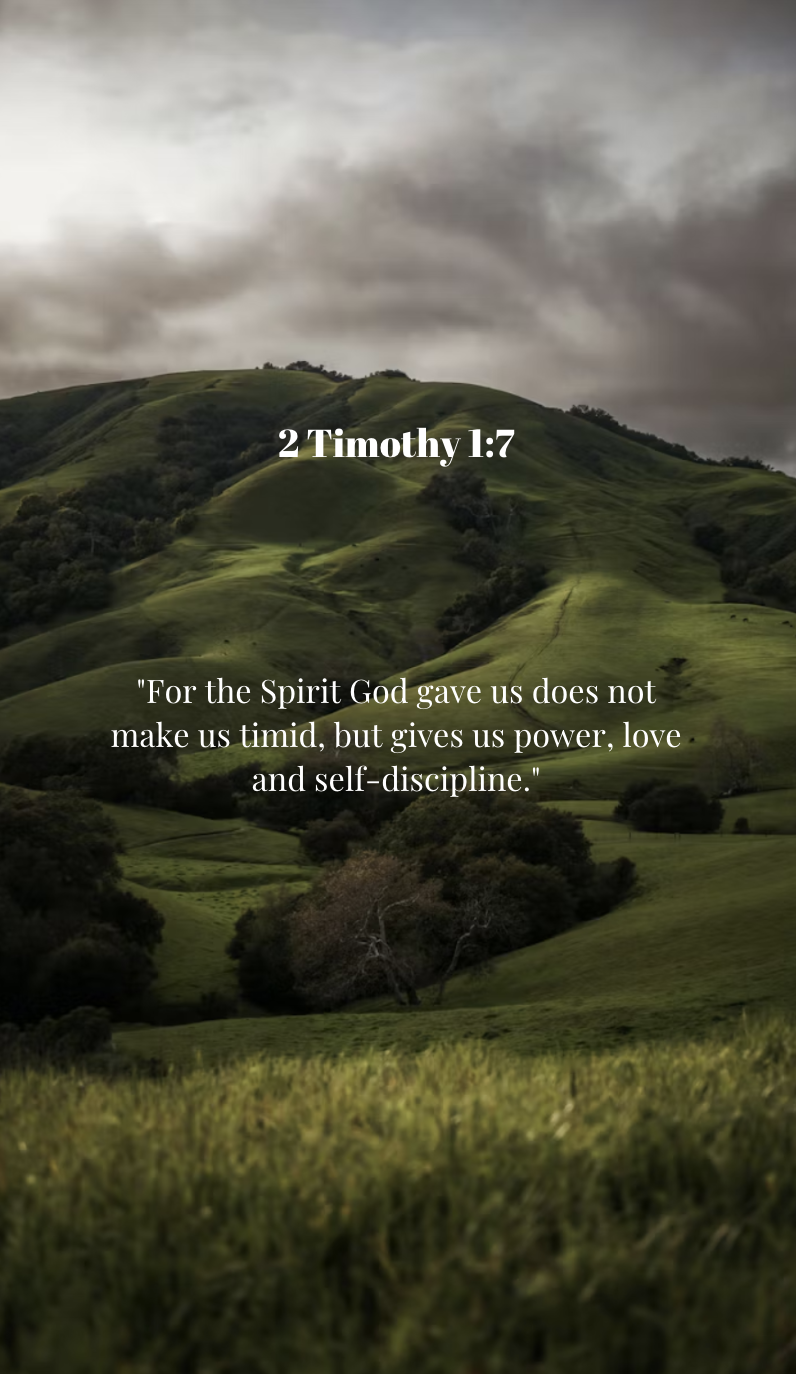 2 Timothy 1:7
"For the Spirit God gave us does not
make us timid, but gives us power, love
and self-discipline."